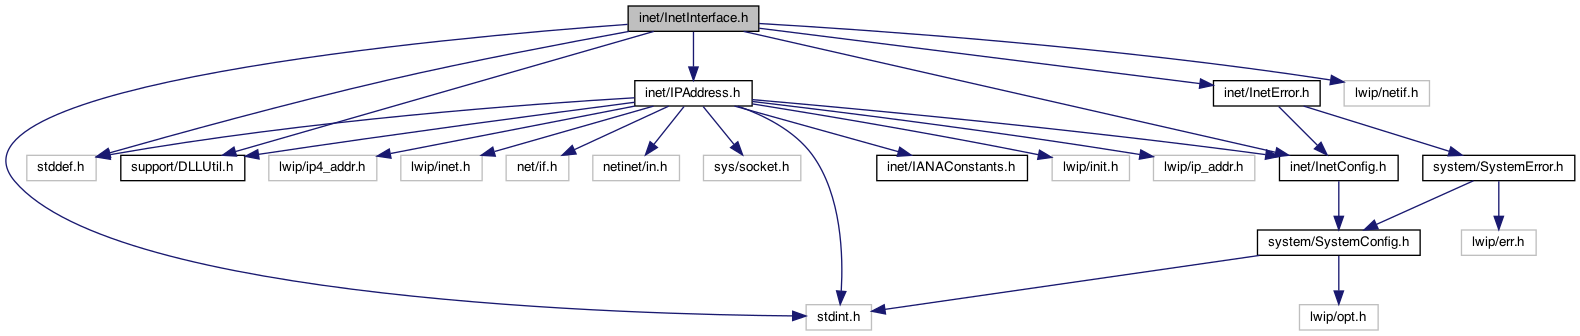 inet/InetInterface.h
inet/IPAddress.h
inet/InetError.h
lwip/netif.h
stddef.h
support/DLLUtil.h
lwip/ip4_addr.h
lwip/inet.h
net/if.h
netinet/in.h
sys/socket.h
inet/IANAConstants.h
lwip/init.h
lwip/ip_addr.h
inet/InetConfig.h
system/SystemError.h
system/SystemConfig.h
lwip/err.h
stdint.h
lwip/opt.h